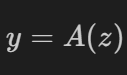 y = A(z)